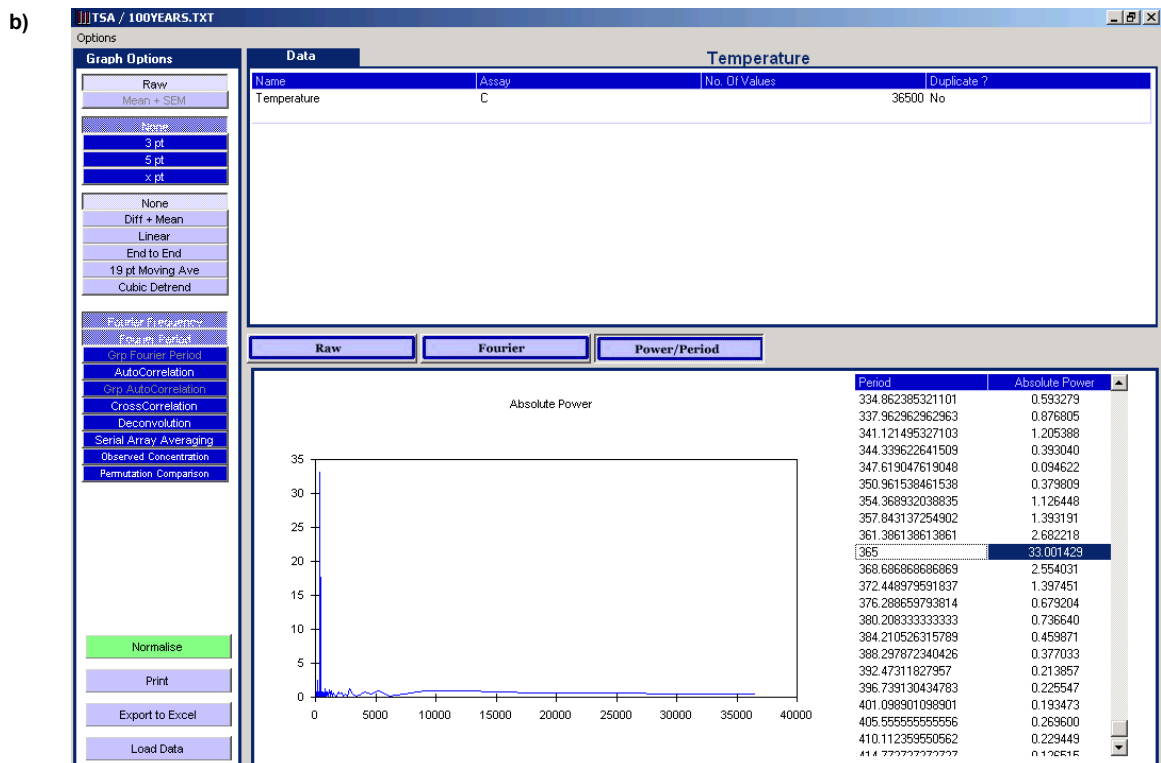 b)
TSA / 100YEARS.TXT
Options
Graph Options
Raw
Mean + SEM
None
3 pt
5 pt
x pt
None
Diff + Mean
Linear
End to End
19 pt Moving Ave
Cubic Detrend
Fourier Frequency
Fourier Period
Grp Fourier Period
AutoCorrelation
Grp AutoCorrelation
CrossCorrelation
Deconvolution
Serial Array Averaging
Observed Concentration
Permutation Comparison
Normalise
Print
Export to Excel
Load Data
Data Temperature
Name Assay No. Of Values Duplicate ?
Temperature C 36500 No
Raw Fourier Power/Period
Absolute Power
35
30
25
20
15
10
5
0
0 5000 10000 15000 20000 25000 30000 35000 40000
Period Absolute Power
334.862385321101 0.593279
337.962962962963 0.876805
341.121495327103 1.205388
344.339622641509 0.393040
347.619047619048 0.094622
350.961538461538 0.379809
354.368932038835 1.126448
357.843137254902 1.393191
361.386138613861 2.682218
365 33.001429
368.686868686869 2.554031
372.448979591837 1.397451
376.288659793814 0.679204
380.208333333333 0.736640
384.210526315789 0.459871
388.297872340426 0.377033
392.47311827957 0.213857
396.739130434783 0.225547
401.098901098901 0.193473
405.555555555556 0.269600
410.112359550562 0.229449
414.772727272727 0.126515